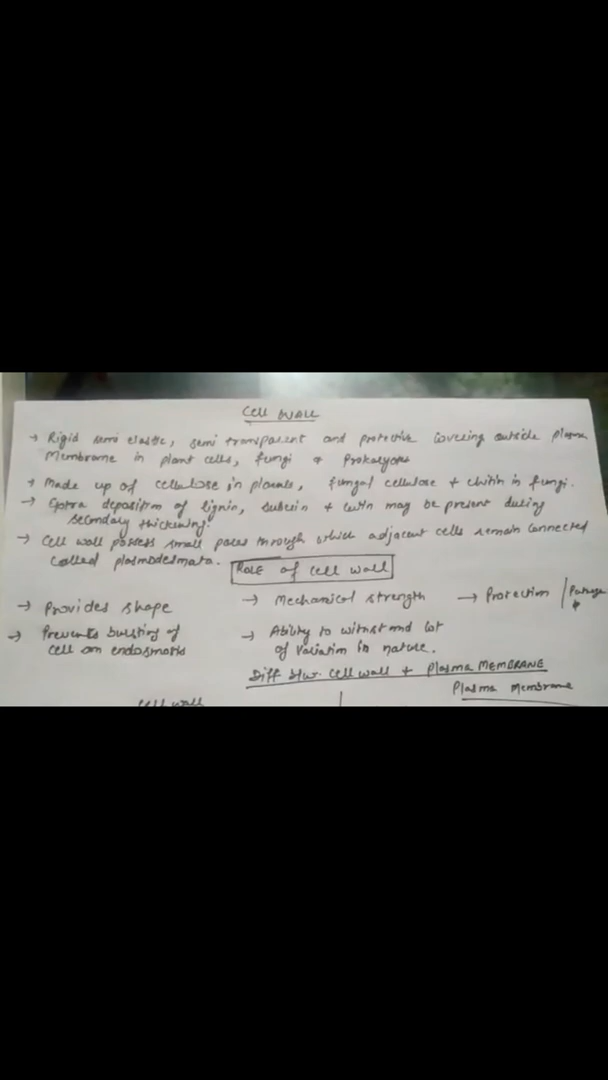 Cell WALL
→ Rigid semi elastic, semi transparent and protective covering outside plasma
Membrane in plant cells, fungi & Prokaryotes
→ Made up of cellulose in plants, fungal cellulose + chitin in fungi.
→ Extra deposition of lignin, suberin + cutin may be present during
secondary thickening.
→ Cell wall possess small pores through which adjacent cells remain connected
called plasmodesmata.
ROLE of cell wall
→ Provides shape → Mechanical strength → Protection /
→ Prevents bursting of
cell on endosmosis
→ Ability to withstand lot
of variation in nature.
Diff btw. cell wall + Plasma MEMBRANE
cell wall Plasma Membrane